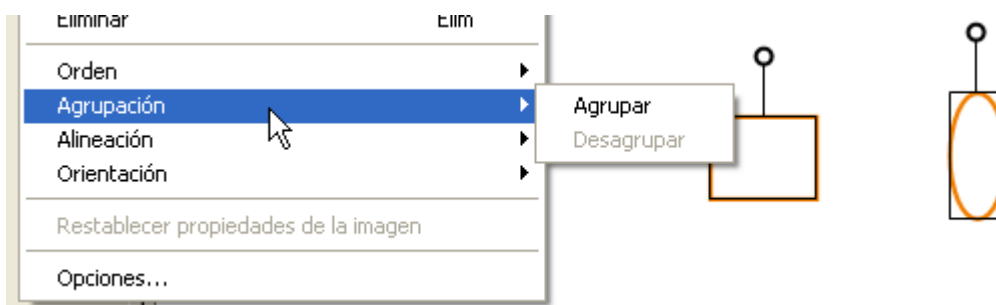 Eliminar Elim
Orden
Agrupación
Alineación
Orientación
Restablecer propiedades de la imagen
Opciones...
Agrupar
Desagrupar